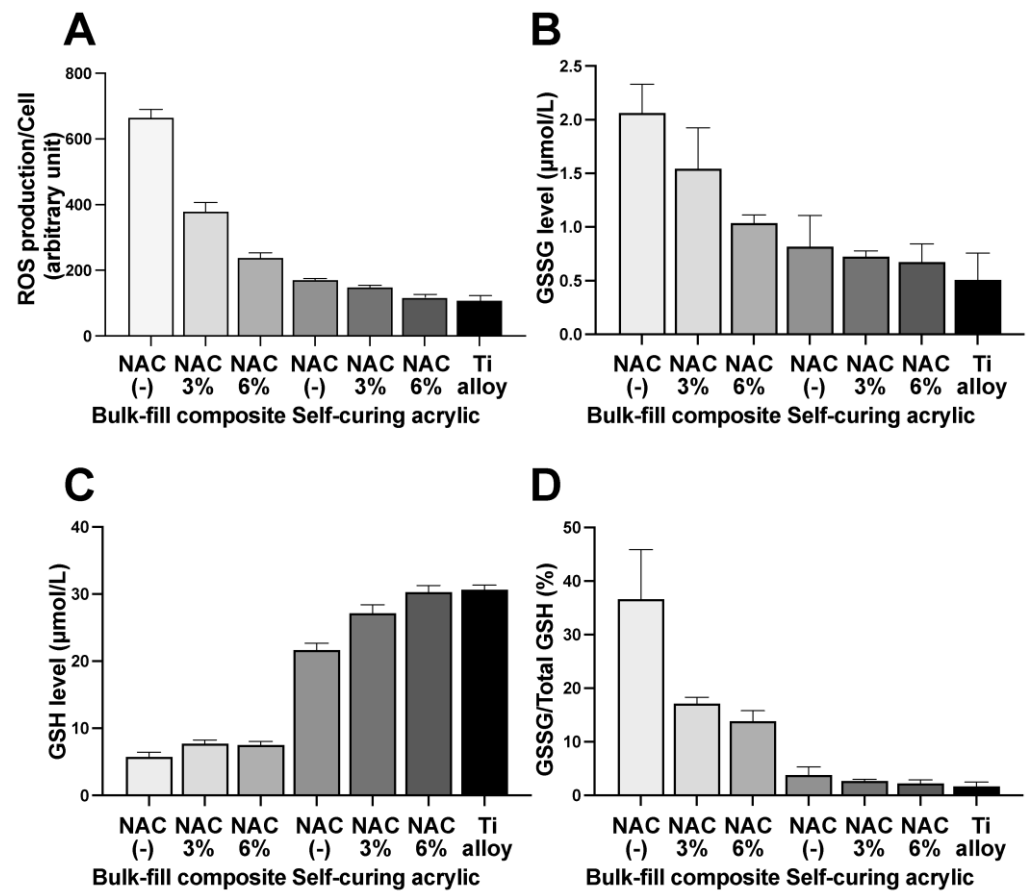 A
ROS production/Cell
(arbitrary unit)
800
600
400
200
0
NAC NAC NAC NAC NAC NAC Ti
(-) 3% 6% (-) 3% 6% alloy
Bulk-fill composite Self-curing acrylic
B
GSSG level (µmol/L)
2.5
2.0
1.5
1.0
0.5
0.0
NAC NAC NAC NAC NAC NAC Ti
(-) 3% 6% (-) 3% 6% alloy
Bulk-fill composite Self-curing acrylic
C
GSH level (µmol/L)
40
30
20
10
0
NAC NAC NAC NAC NAC NAC Ti
(-) 3% 6% (-) 3% 6% alloy
Bulk-fill composite Self-curing acrylic
D
GSSG/Total GSH (%)
50
40
30
20
10
0
NAC NAC NAC NAC NAC NAC Ti
(-) 3% 6% (-) 3% 6% alloy
Bulk-fill composite Self-curing acrylic